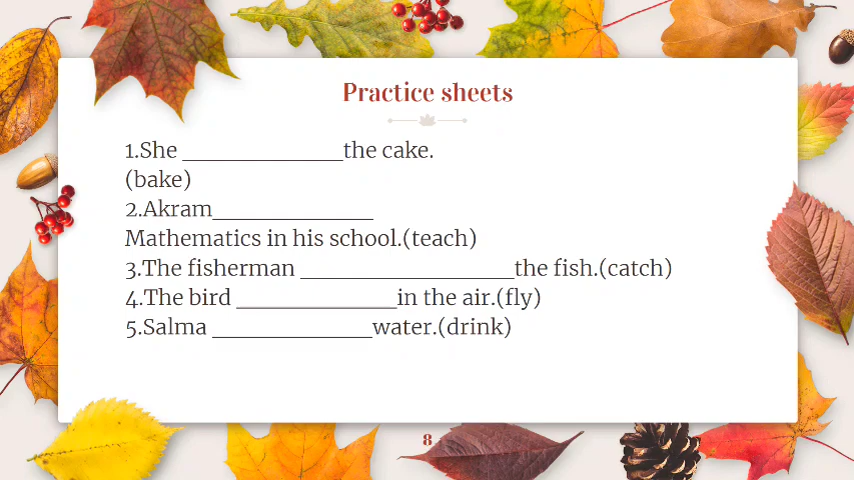 Practice sheets
1.She _______________the cake.
(bake)
2.Akram_______________
Mathematics in his school.(teach)
3.The fisherman ____________________the fish.(catch)
4.The bird _______________in the air.(fly)
5.Salma _______________water.(drink)
8